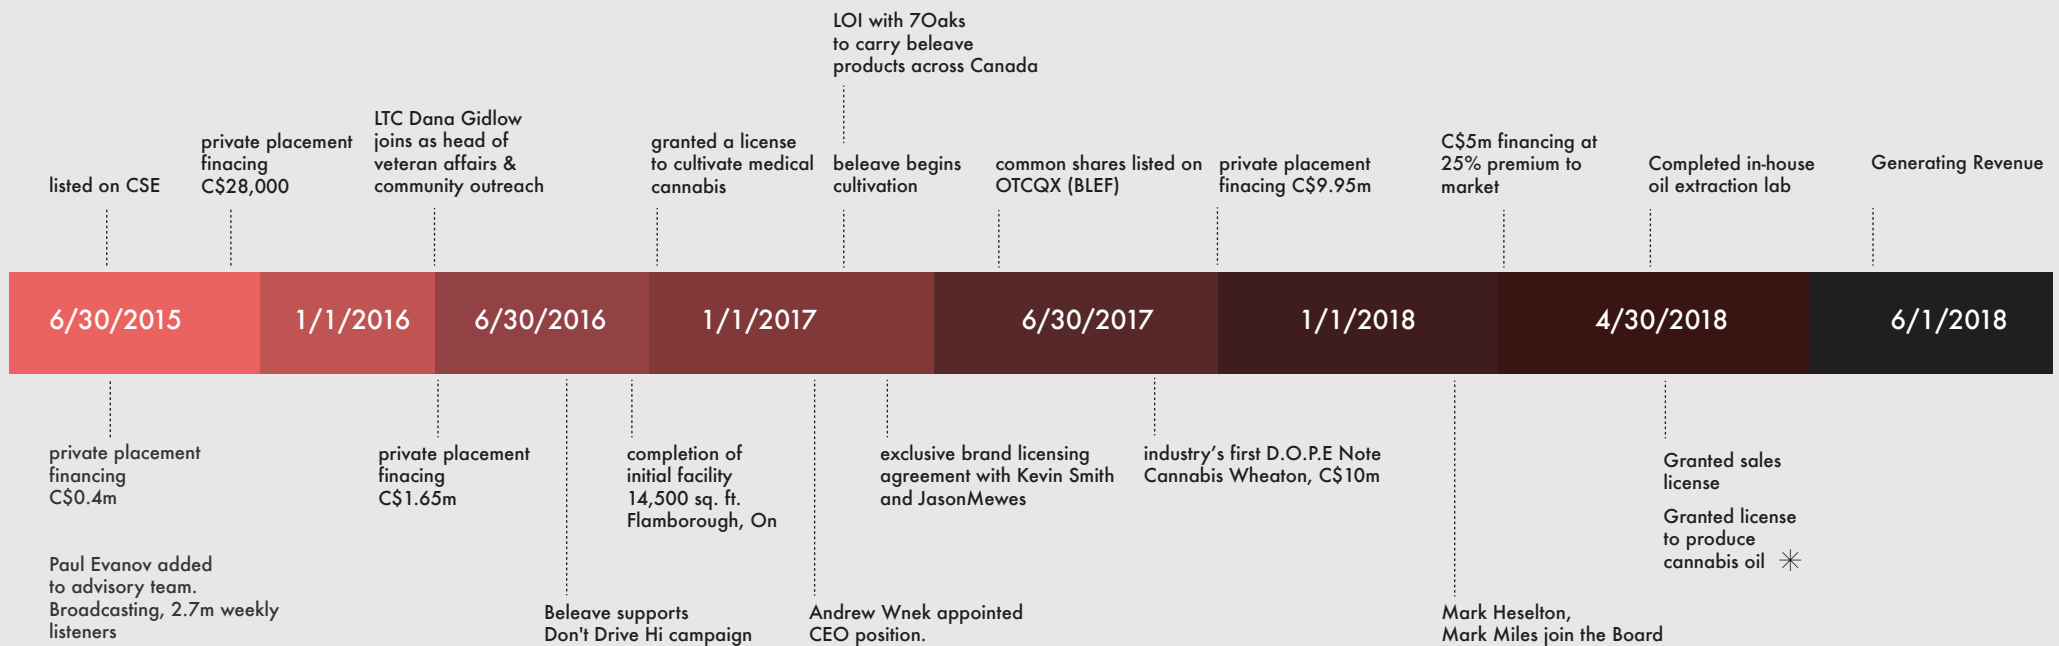 LOI with 7Oaks
to carry beleave
products across Canada
listed on CSE
private placement
finacing
C$28,000
LTC Dana Gidlow
joins as head of
veteran affairs &
community outreach
granted a license
to cultivate medical
cannabis
beleave begins
cultivation
common shares listed on
OTCQX (BLEF)
private placement
finacing C$9.95m
C$5m financing at
25% premium to
market
Completed in-house
oil extraction lab
Generating Revenue
6/30/2015
1/1/2016
6/30/2016
1/1/2017
6/30/2017
1/1/2018
4/30/2018
6/1/2018
private placement
financing
C$0.4m
Paul Evanov added
to advisory team.
Broadcasting, 2.7m weekly
listeners
private placement
finacing
C$1.65m
Beleave supports
Don't Drive Hi campaign
completion of
initial facility
14,500 sq. ft.
Flamborough, On
Andrew Wnek appointed
CEO position.
exclusive brand licensing
agreement with Kevin Smith
and JasonMewes
industry's first D.O.P.E Note
Cannabis Wheaton, C$10m
Mark Heselton,
Mark Miles join the Board
Granted sales
license
Granted license
to produce
cannabis oil